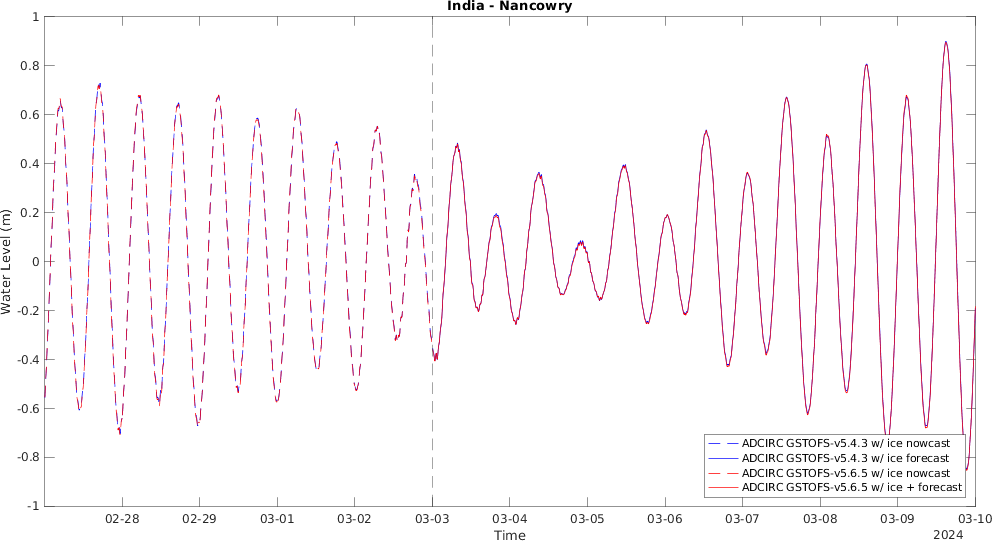 India - Nancowry
Water Level (m)
1
0.8
0.6
0.4
0.2
0
-0.2
-0.4
-0.6
-0.8
-1
ADCIRC GSTOFS-v5.4.3 w/ ice nowcast
ADCIRC GSTOFS-v5.4.3 w/ ice forecast
ADCIRC GSTOFS-v5.6.5 w/ ice nowcast
ADCIRC GSTOFS-v5.6.5 w/ ice + forecast
02-28 02-29 03-01 03-02 03-03 03-04 03-05 03-06 03-07 03-08 03-09 03-10
Time
2024